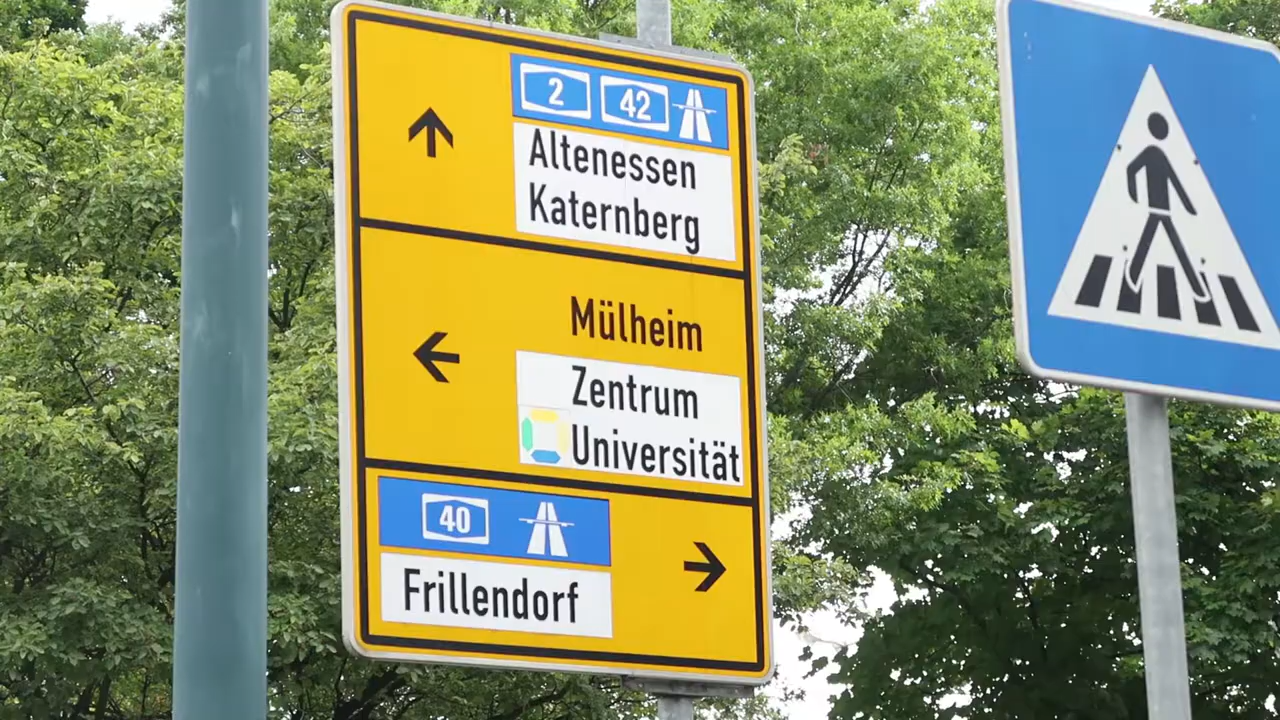 2 42
Altenessen
Katernberg
Mülheim
Zentrum
Universität
40
Frillendorf